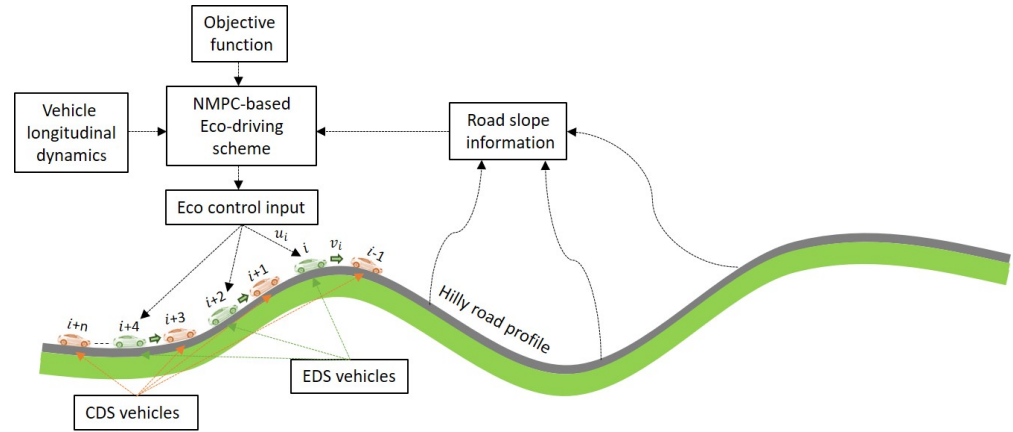 Objective
function
Vehicle
longitudinal
dynamics
NMPC-based
Eco-driving
scheme
Road slope
information
Eco control input
u_i
i
v_i
i-1
i+1
i+2
i+3
i+4
i+n
Hilly road profile
EDS vehicles
CDS vehicles